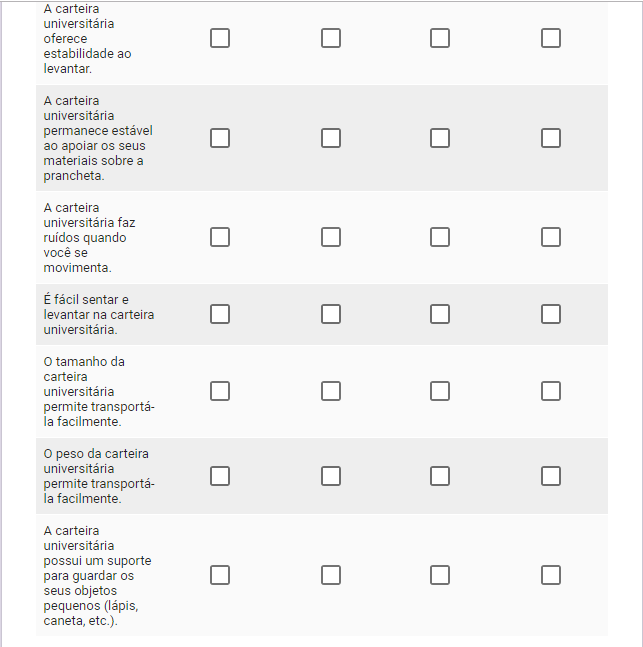 A carteira
universitária
oferece
estabilidade ao
levantar.
A carteira
universitária
permanece estável
ao apoiar os seus
materiais sobre a
prancheta.
A carteira
universitária faz
ruídos quando
você se
movimenta.
É fácil sentar e
levantar na carteira
universitária.
O tamanho da
carteira
universitária
permite transportá-
la facilmente.
O peso da carteira
universitária
permite transportá-
la facilmente.
A carteira
universitária
possui um suporte
para guardar os
seus objetos
pequenos (lápis,
caneta, etc.).